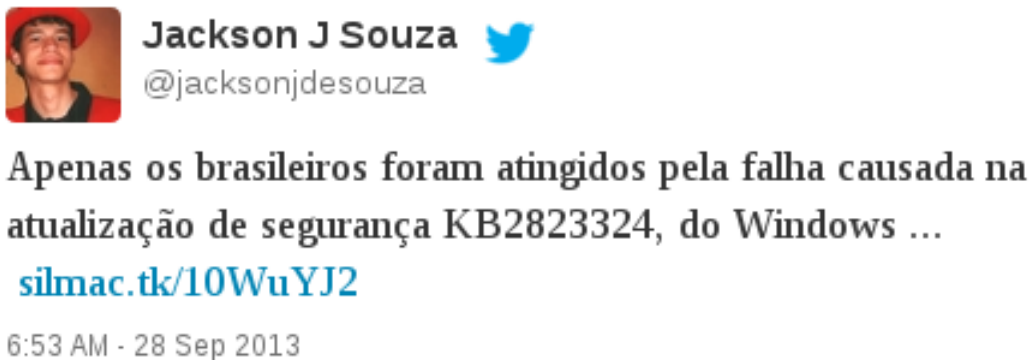 Jackson J Souza
@jacksonjdesouza
Apenas os brasileiros foram atingidos pela falha causada na
atualização de segurança KB2823324, do Windows ...
silmac.tk/10WuYJ2
6:53 AM - 28 Sep 2013